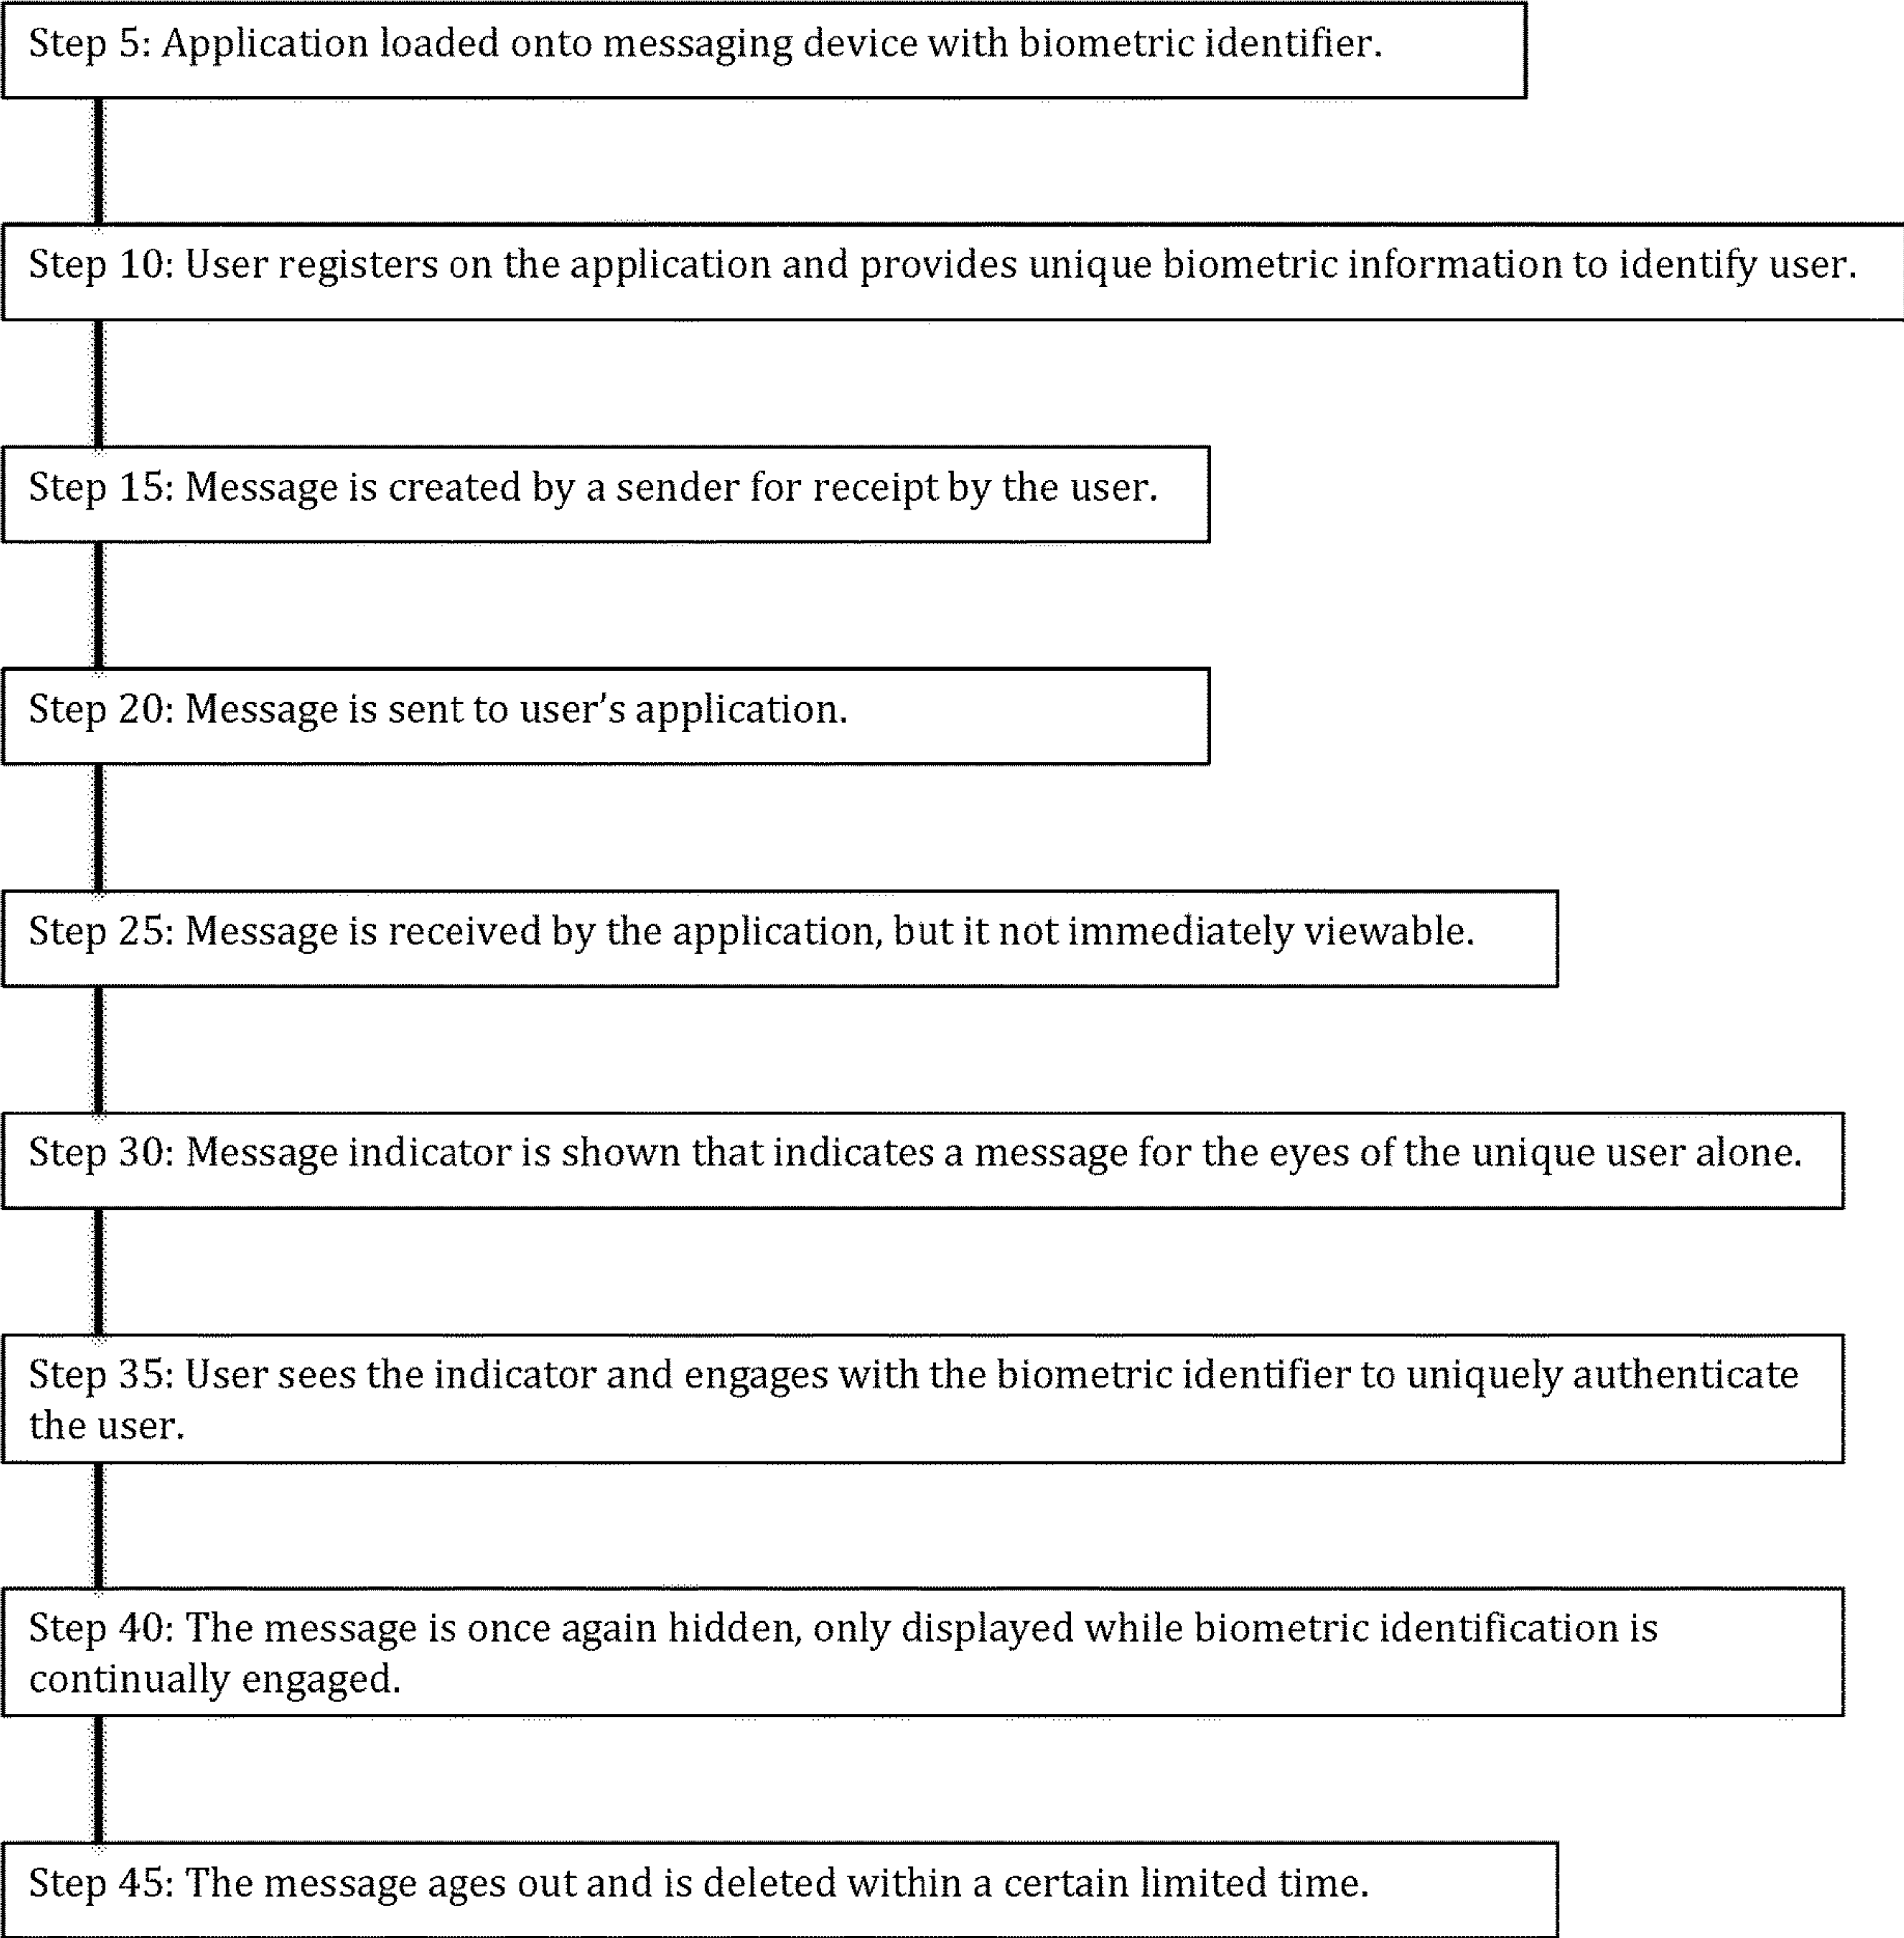 Step 5: Application loaded onto messaging device with biometric identifier.
Step 10: User registers on the application and provides unique biometric information to identify user.
Step 15: Message is created by a sender for receipt by the user.
Step 20: Message is sent to user’s application.
Step 25: Message is received by the application, but it not immediately viewable.
Step 30: Message indicator is shown that indicates a message for the eyes of the unique user alone.
Step 35: User sees the indicator and engages with the biometric identifier to uniquely authenticate
the user.
Step 40: The message is once again hidden, only displayed while biometric identification is
continually engaged.
Step 45: The message ages out and is deleted within a certain limited time.